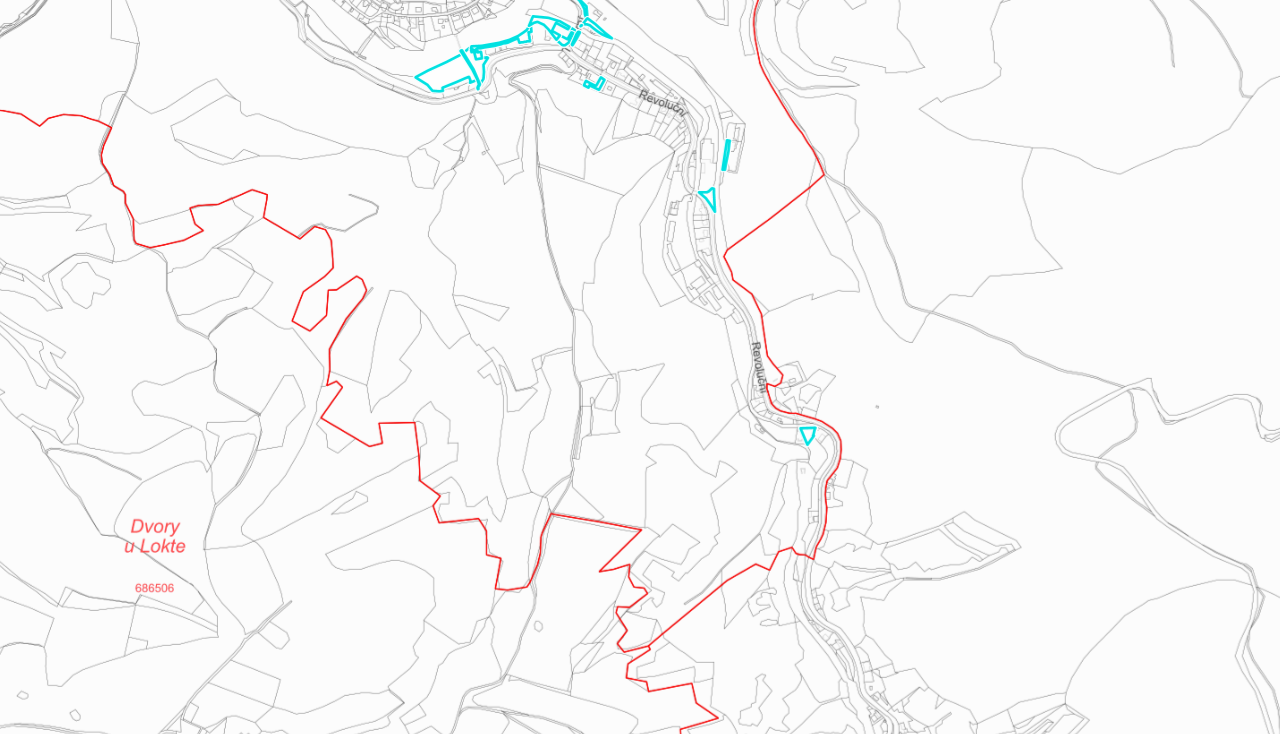 Revoluční
Revoluční
Dvory
u Lokte
686506